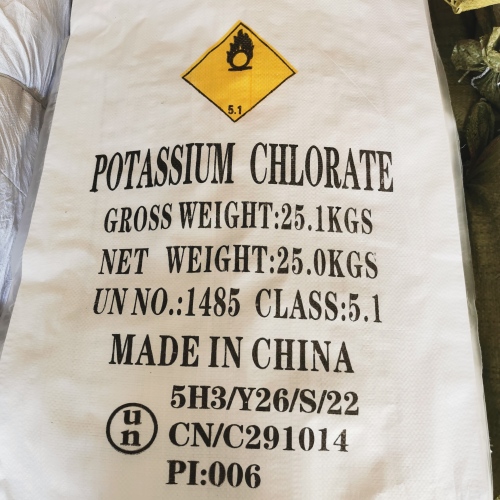 5.1
POTASSIUM CHLORATE
GROSS WEIGHT:25.1KGS
NET WEIGHT:25.0KGS
UN NO.:1485 CLASS:5.1
MADE IN CHINA
un 5H3/Y26/S/22
CN/C291014
PI:006